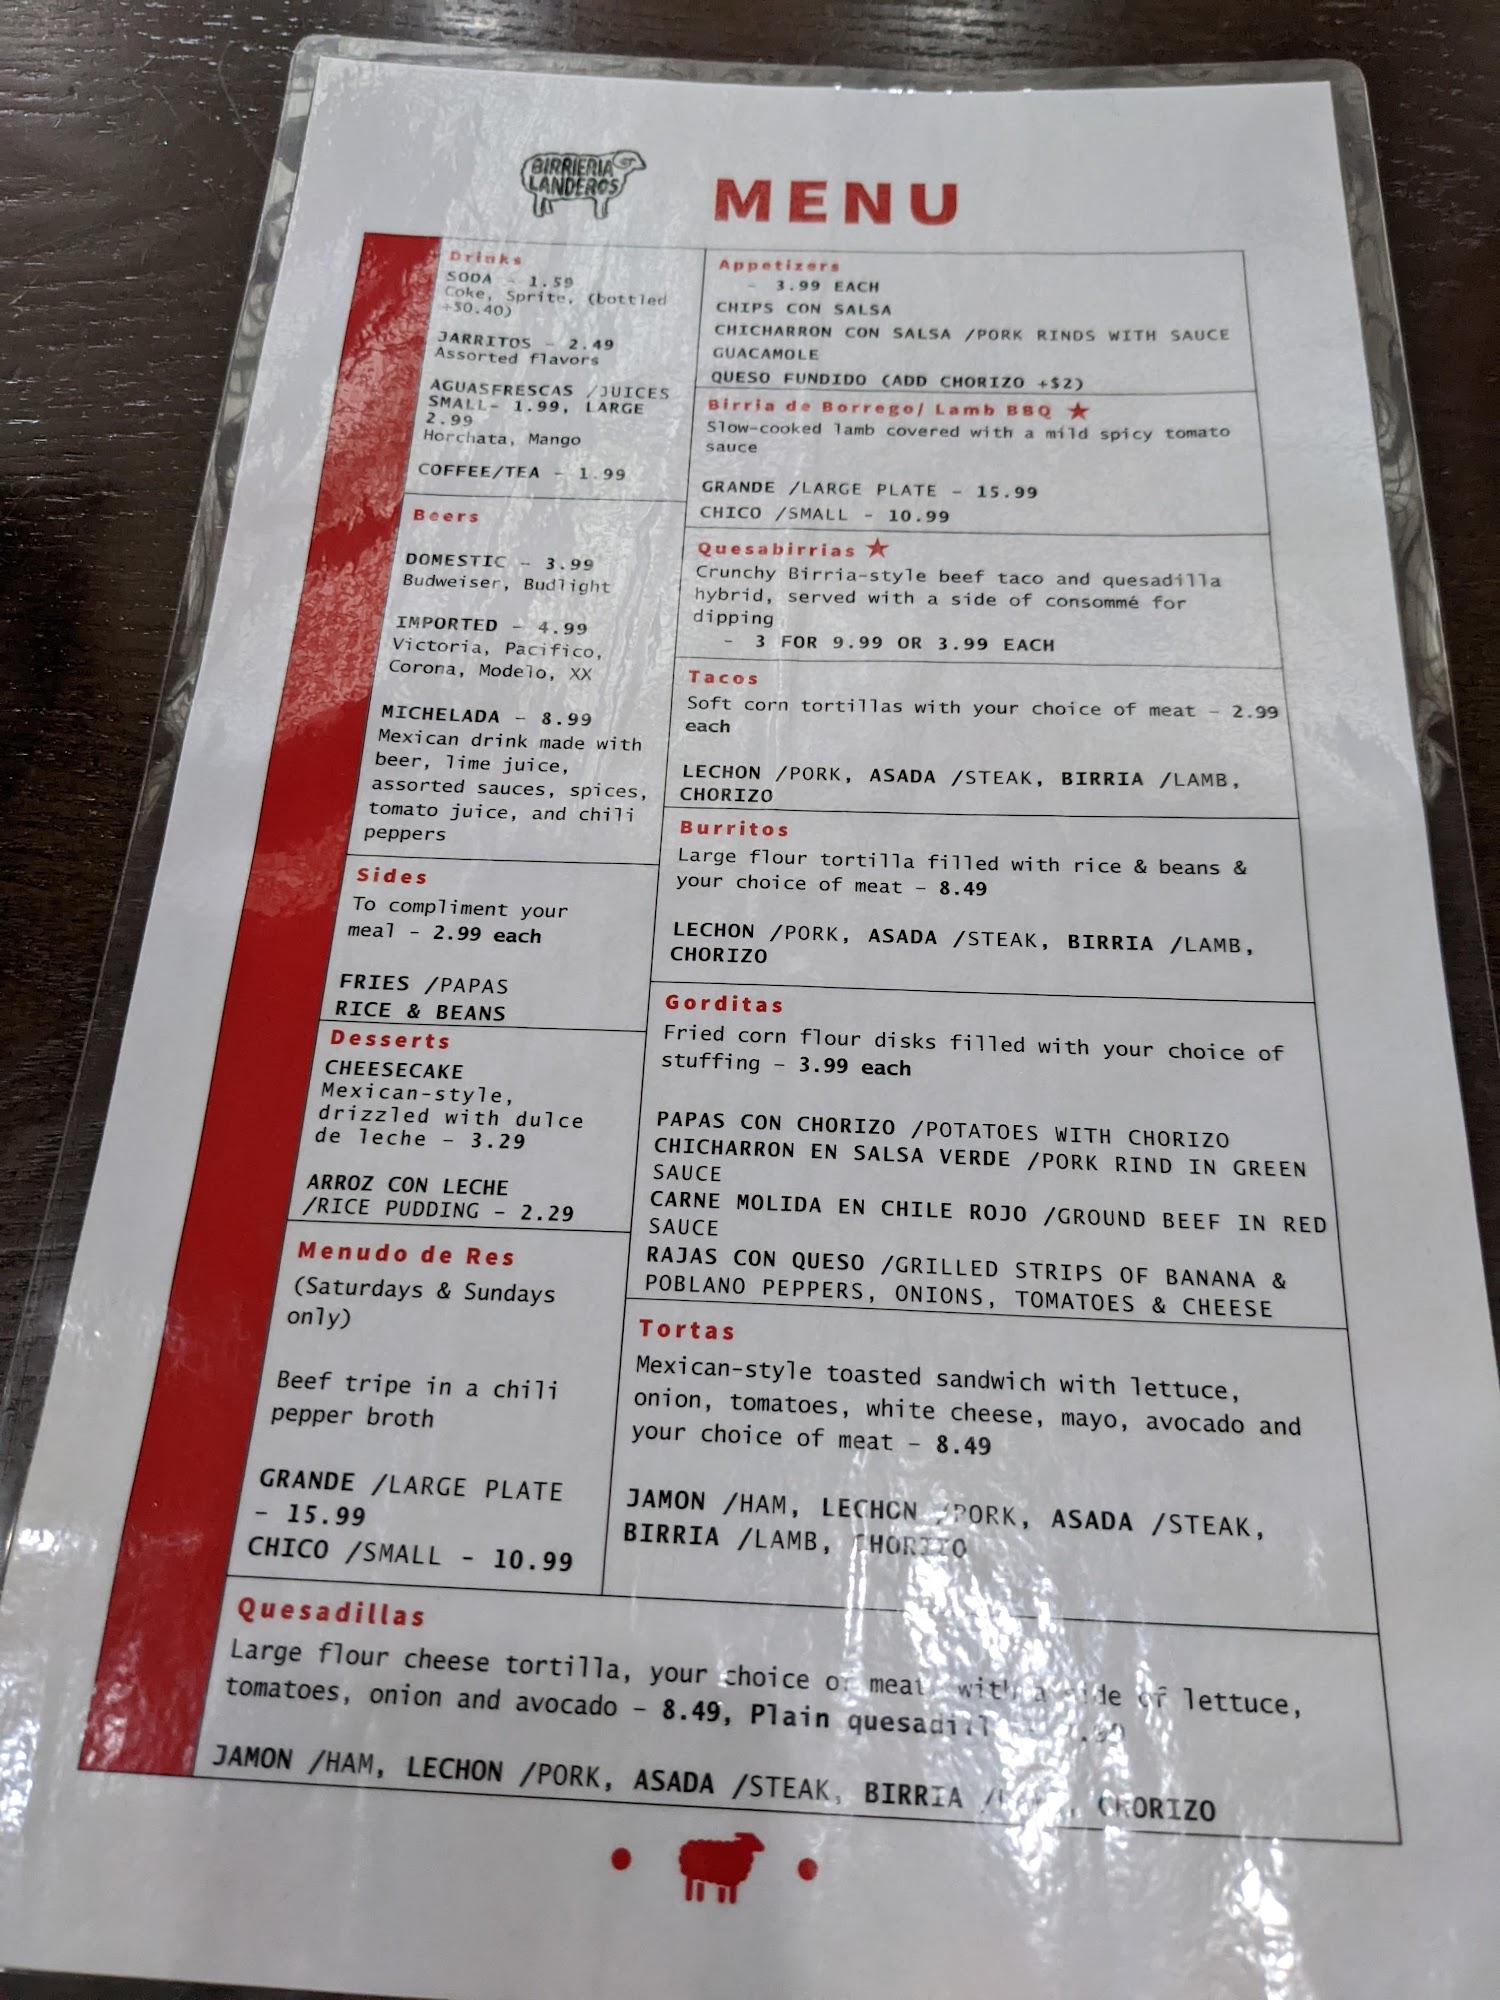 BIRRIERIA
LANDEROS
MENU
Drinks
SODA - 1.59
Coke, Sprite, (bottled
+$0.40)
JARRITOS - 2.49
Assorted flavors
AGUASFRESCAS /JUICES
SMALL- 1.99, LARGE
2.99
Horchata, Mango
COFFEE/TEA - 1.99
Beers
DOMESTIC - 3.99
Budweiser, Budlight
IMPORTED - 4.99
Victoria, Pacifico,
Corona, Modelo, XX
MICHELADA - 8.99
Mexican drink made with
beer, lime juice,
assorted sauces, spices,
tomato juice, and chili
peppers
Sides
To compliment your
meal - 2.99 each
FRIES /PAPAS
RICE & BEANS
Desserts
CHEESECAKE
Mexican-style,
drizzled with dulce
de leche - 3.29
ARROZ CON LECHE
/RICE PUDDING - 2.29
Menudo de Res
(Saturdays & Sundays
only)
Beef tripe in a chili
pepper broth
GRANDE /LARGE PLATE
- 15.99
CHICO /SMALL - 10.99
Appetizers
- 3.99 EACH
CHIPS CON SALSA
CHICHARRON CON SALSA /PORK RINDS WITH SAUCE
GUACAMOLE
QUESO FUNDIDO (ADD CHORIZO +$2)
Birria de Borrego/ Lamb BBQ ★
Slow-cooked lamb covered with a mild spicy tomato
sauce
GRANDE /LARGE PLATE - 15.99
CHICO /SMALL - 10.99
Quesabirrias ★
Crunchy Birria-style beef taco and quesadilla
hybrid, served with a side of consommé for
dipping
- 3 FOR 9.99 OR 3.99 EACH
Tacos
Soft corn tortillas with your choice of meat - 2.99
each
LECHON /PORK, ASADA /STEAK, BIRRIA /LAMB,
CHORIZO
Burritos
Large flour tortilla filled with rice & beans &
your choice of meat - 8.49
LECHON /PORK, ASADA /STEAK, BIRRIA /LAMB,
CHORIZO
Gorditas
Fried corn flour disks filled with your choice of
stuffing - 3.99 each
PAPAS CON CHORIZO /POTATOES WITH CHORIZO
CHICHARRON EN SALSA VERDE /PORK RIND IN GREEN
SAUCE
CARNE MOLIDA EN CHILE ROJO /GROUND BEEF IN RED
SAUCE
RAJAS CON QUESO /GRILLED STRIPS OF BANANA &
POBLANO PEPPERS, ONIONS, TOMATOES & CHEESE
Tortas
Mexican-style toasted sandwich with lettuce,
onion, tomatoes, white cheese, mayo, avocado and
your choice of meat - 8.49
JAMON /HAM, LECHON /PORK, ASADA /STEAK,
BIRRIA /LAMB, CHORIZO
Quesadillas
Large flour cheese tortilla, your choice of meat, with a side of lettuce,
tomatoes, onion and avocado - 8.49, Plain
JAMON /HAM, LECHON /PORK, ASADA /STEAK, BIRRIA CHORIZO